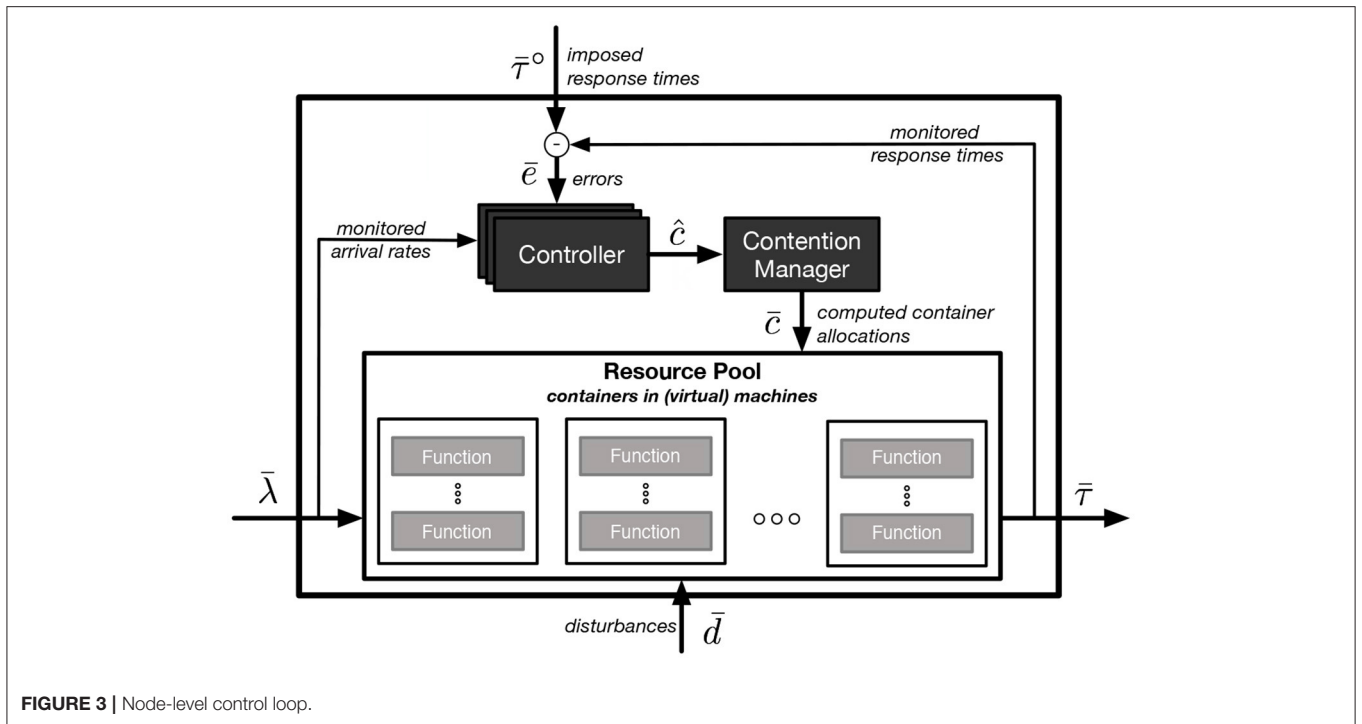 τ̄°
imposed
response times
-
monitored
response times
ē
errors
monitored
arrival rates
Controller
ĉ
Contention
Manager
c̄
computed container
allocations
Resource Pool
containers in (virtual) machines
Function
Function
Function
Function
Function
Function
λ̄
τ̄
disturbances
d̄
FIGURE 3 | Node-level control loop.